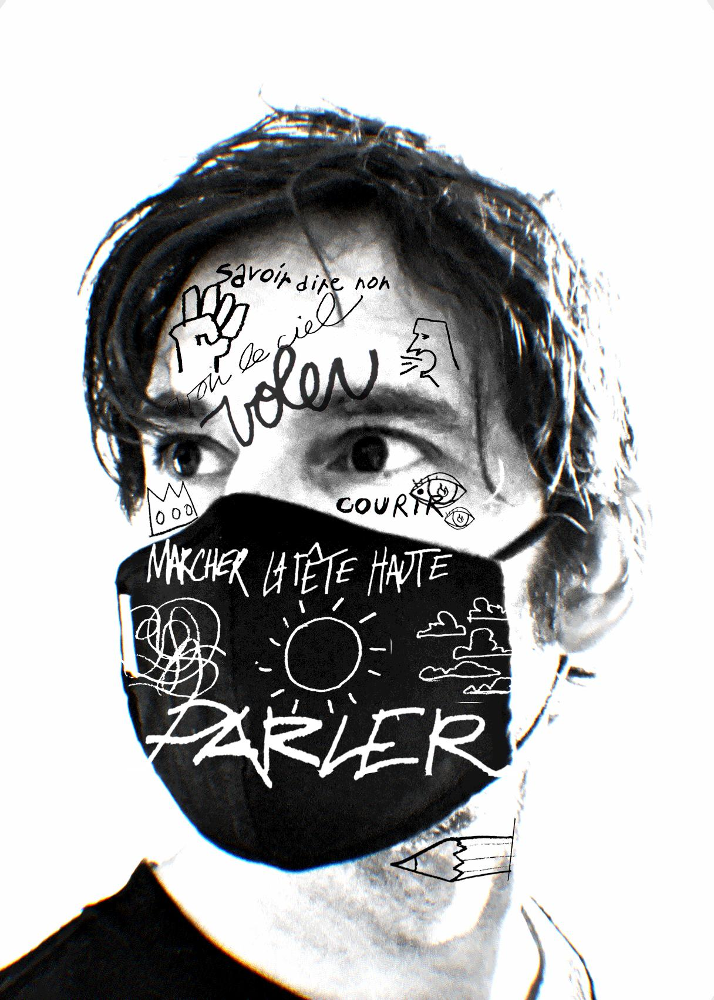 savoir dire non
voir le ciel
voler
COURIR
MARCHER LA TÊTE HAUTE
PARLER